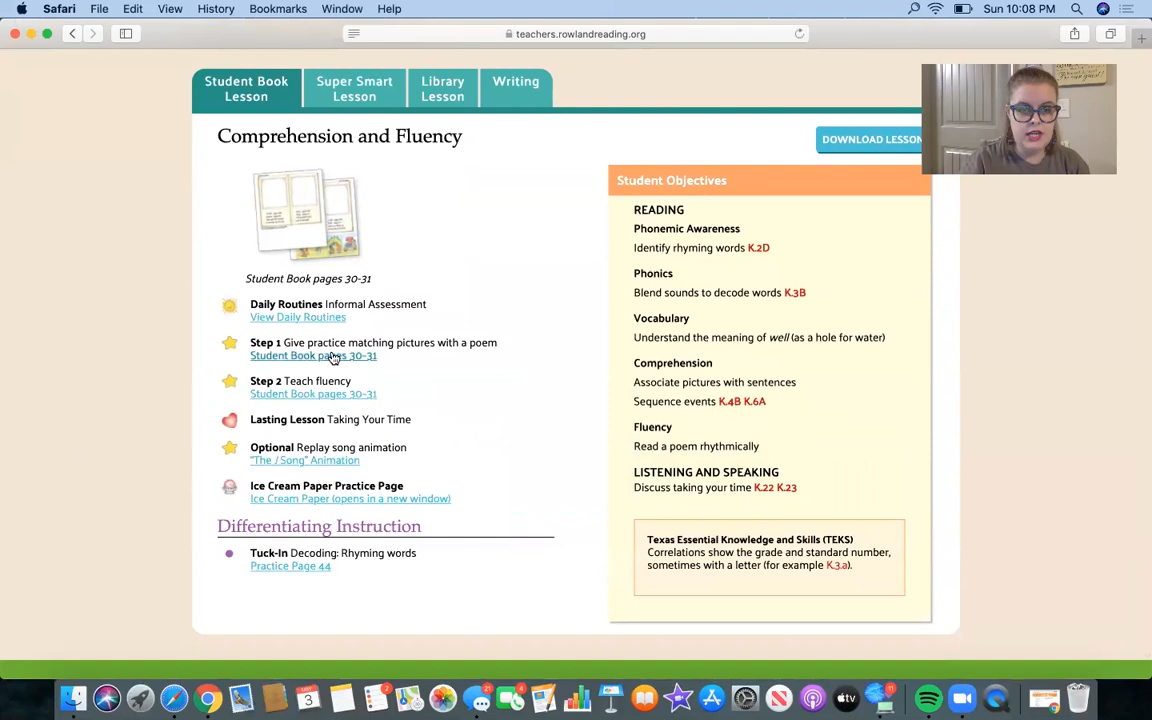 Safari File Edit View History Bookmarks Window Help
Sun 10:08 PM
teachers.rowlandreading.org
Student Book Lesson
Super Smart Lesson
Library Lesson
Writing
Comprehension and Fluency
DOWNLOAD LESSON
Student Book pages 30-31
Daily Routines Informal Assessment
View Daily Routines
Step 1 Give practice matching pictures with a poem
Student Book pages 30-31
Step 2 Teach fluency
Student Book pages 30-31
Lasting Lesson Taking Your Time
Optional Replay song animation
"The J Song" Animation
Ice Cream Paper Practice Page
Ice Cream Paper (opens in a new window)
Differentiating Instruction
Tuck-In Decoding: Rhyming words
Practice Page 44
Student Objectives
READING
Phonemic Awareness
Identify rhyming words K.2D
Phonics
Blend sounds to decode words K.3B
Vocabulary
Understand the meaning of well (as a hole for water)
Comprehension
Associate pictures with sentences
Sequence events K.4B K.6A
Fluency
Read a poem rhythmically
LISTENING AND SPEAKING
Discuss taking your time K.22 K.23
Texas Essential Knowledge and Skills (TEKS)
Correlations show the grade and standard number,
sometimes with a letter (for example K.3.a).